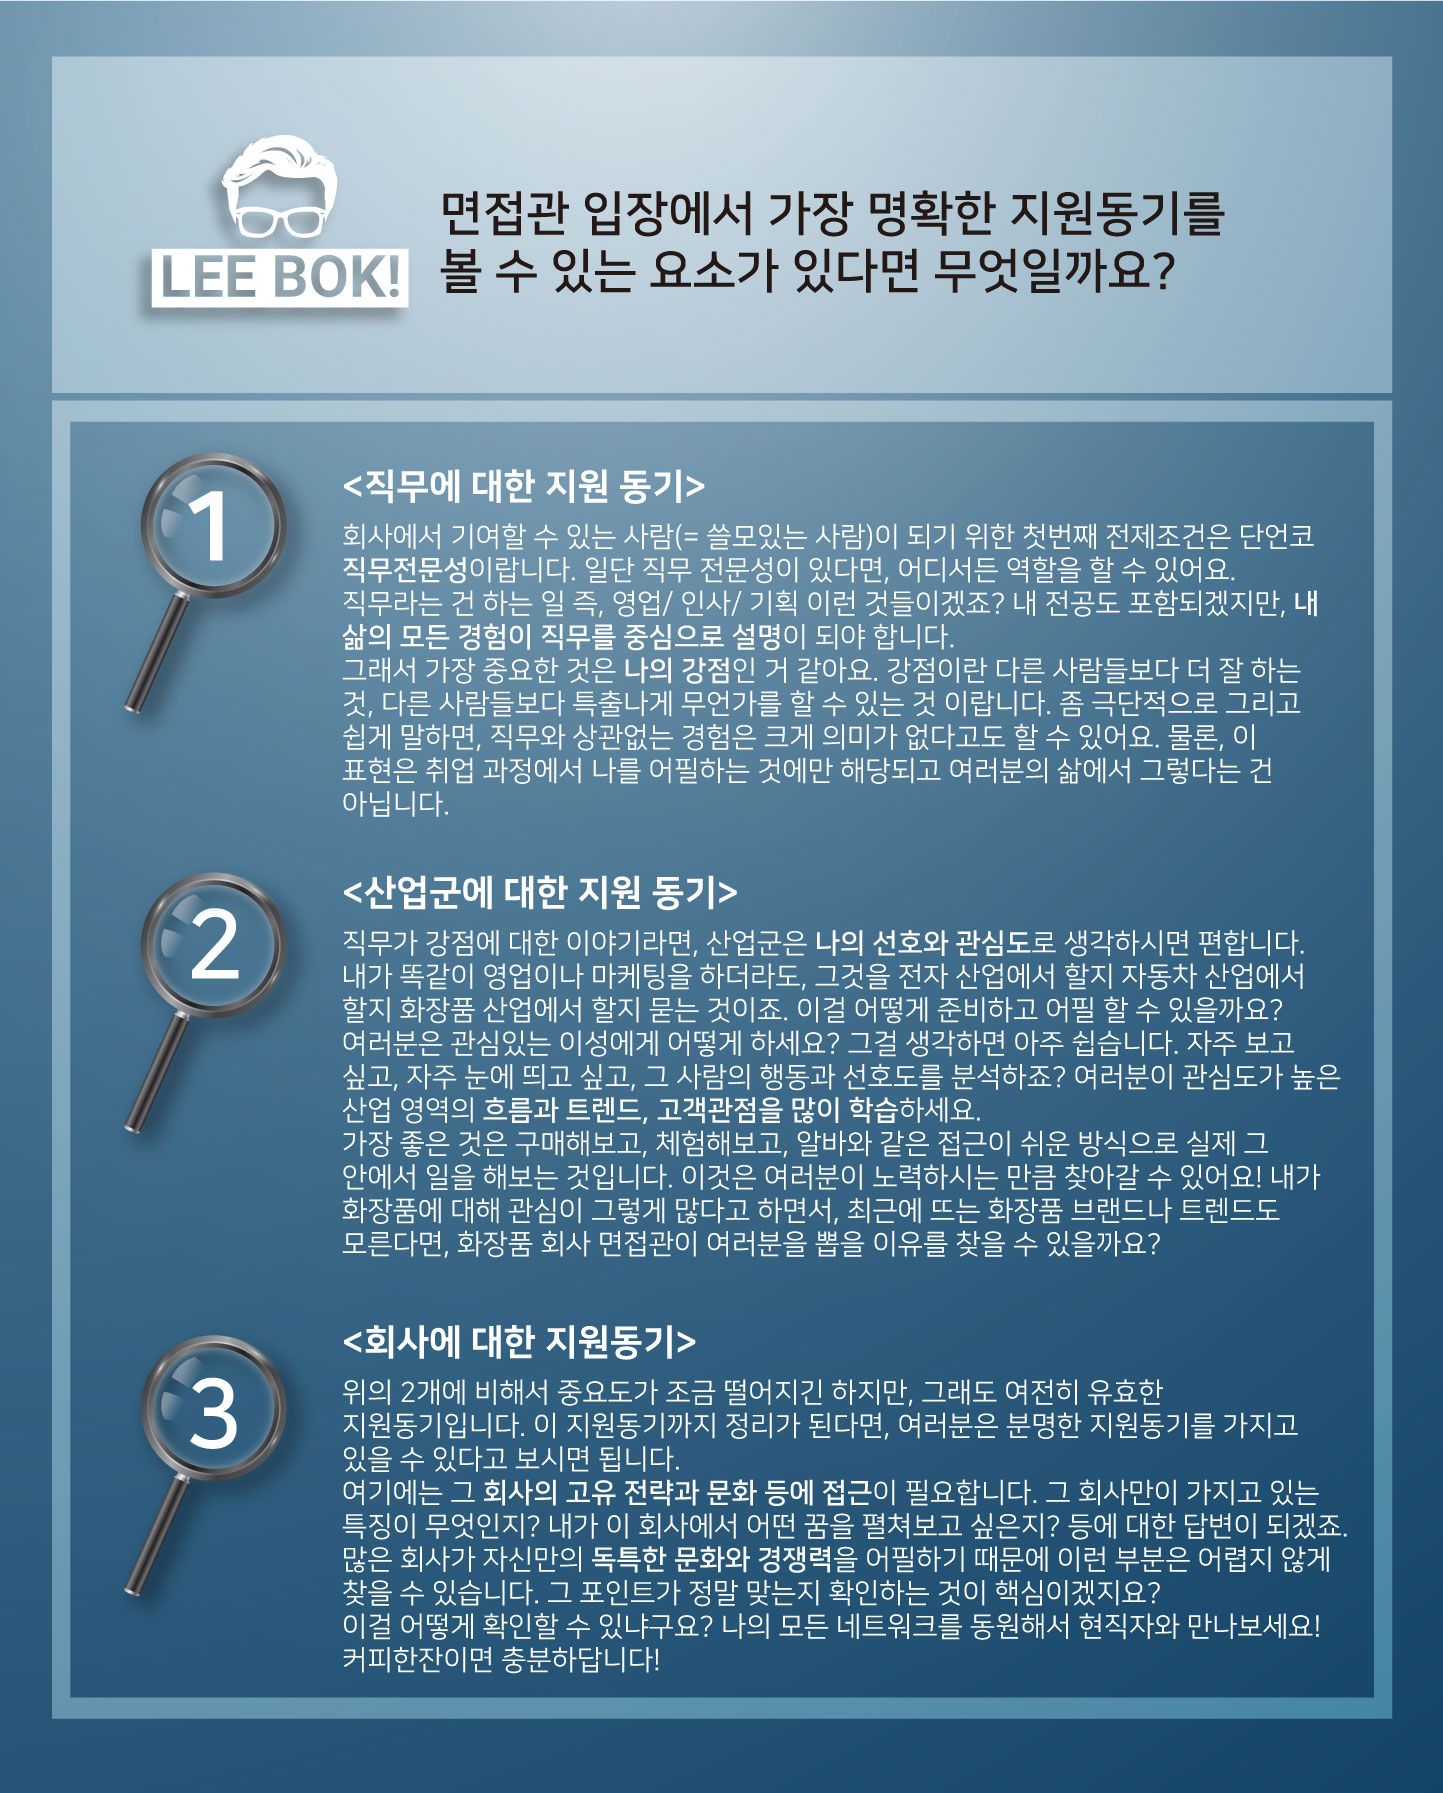 LEE BOK!
면접관 입장에서 가장 명확한 지원동기를
볼 수 있는 요소가 있다면 무엇일까요?
1
<직무에 대한 지원 동기>
회사에서 기여할 수 있는 사람(= 쓸모있는 사람)이 되기 위한 첫번째 전제조건은 단언코
직무전문성이랍니다. 일단 직무 전문성이 있다면, 어디서든 역할을 할 수 있어요.
직무라는 건 하는 일 즉, 영업/ 인사/ 기획 이런 것들이겠죠? 내 전공도 포함되겠지만, 내
삶의 모든 경험이 직무를 중심으로 설명이 되야 합니다.
그래서 가장 중요한 것은 나의 강점인 거 같아요. 강점이란 다른 사람들보다 더 잘 하는
것, 다른 사람들보다 특출나게 무언가를 할 수 있는 것 이랍니다. 좀 극단적으로 그리고
쉽게 말하면, 직무와 상관없는 경험은 크게 의미가 없다고도 할 수 있어요. 물론, 이
표현은 취업 과정에서 나를 어필하는 것에만 해당되고 여러분의 삶에서 그렇다는 건
아닙니다.
2
<산업군에 대한 지원 동기>
직무가 강점에 대한 이야기라면, 산업군은 나의 선호와 관심도로 생각하시면 편합니다.
내가 똑같이 영업이나 마케팅을 하더라도, 그것을 전자 산업에서 할지 자동차 산업에서
할지 화장품 산업에서 할지 묻는 것이죠. 이걸 어떻게 준비하고 어필 할 수 있을까요?
여러분은 관심있는 이성에게 어떻게 하세요? 그걸 생각하면 아주 쉽습니다. 자주 보고
싶고, 자주 눈에 띄고 싶고, 그 사람의 행동과 선호도를 분석하죠? 여러분이 관심도가 높은
산업 영역의 흐름과 트렌드, 고객관점을 많이 학습하세요.
가장 좋은 것은 구매해보고, 체험해보고, 알바와 같은 접근이 쉬운 방식으로 실제 그
안에서 일을 해보는 것입니다. 이것은 여러분이 노력하시는 만큼 찾아갈 수 있어요! 내가
화장품에 대해 관심이 그렇게 많다고 하면서, 최근에 뜨는 화장품 브랜드나 트렌드도
모른다면, 화장품 회사 면접관이 여러분을 뽑을 이유를 찾을 수 있을까요?
3
<회사에 대한 지원동기>
위의 2개에 비해서 중요도가 조금 떨어지긴 하지만, 그래도 여전히 유효한
지원동기입니다. 이 지원동기까지 정리가 된다면, 여러분은 분명한 지원동기를 가지고
있을 수 있다고 보시면 됩니다.
여기에는 그 회사의 고유 전략과 문화 등에 접근이 필요합니다. 그 회사만이 가지고 있는
특징이 무엇인지? 내가 이 회사에서 어떤 꿈을 펼쳐보고 싶은지? 등에 대한 답변이 되겠죠.
많은 회사가 자신만의 독특한 문화와 경쟁력을 어필하기 때문에 이런 부분은 어렵지 않게
찾을 수 있습니다. 그 포인트가 정말 맞는지 확인하는 것이 핵심이겠지요?
이걸 어떻게 확인할 수 있냐구요? 나의 모든 네트워크를 동원해서 현직자와 만나보세요!
커피한잔이면 충분하답니다!